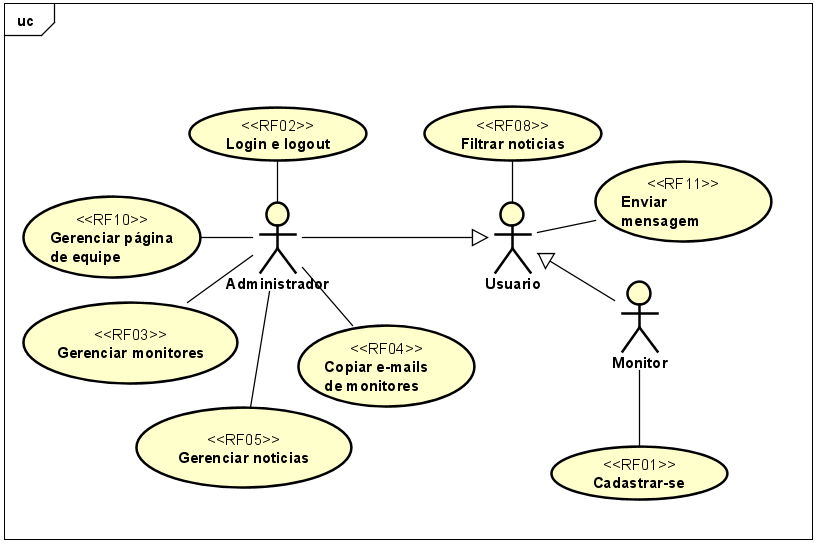 uc
<<RF02>>
Login e logout
<<RF08>>
Filtrar noticias
<<RF11>>
Enviar
mensagem
<<RF10>>
Gerenciar página
de equipe
Administrador
Usuario
<<RF03>>
Gerenciar monitores
<<RF04>>
Copiar e-mails
de monitores
Monitor
<<RF05>>
Gerenciar noticias
<<RF01>>
Cadastrar-se